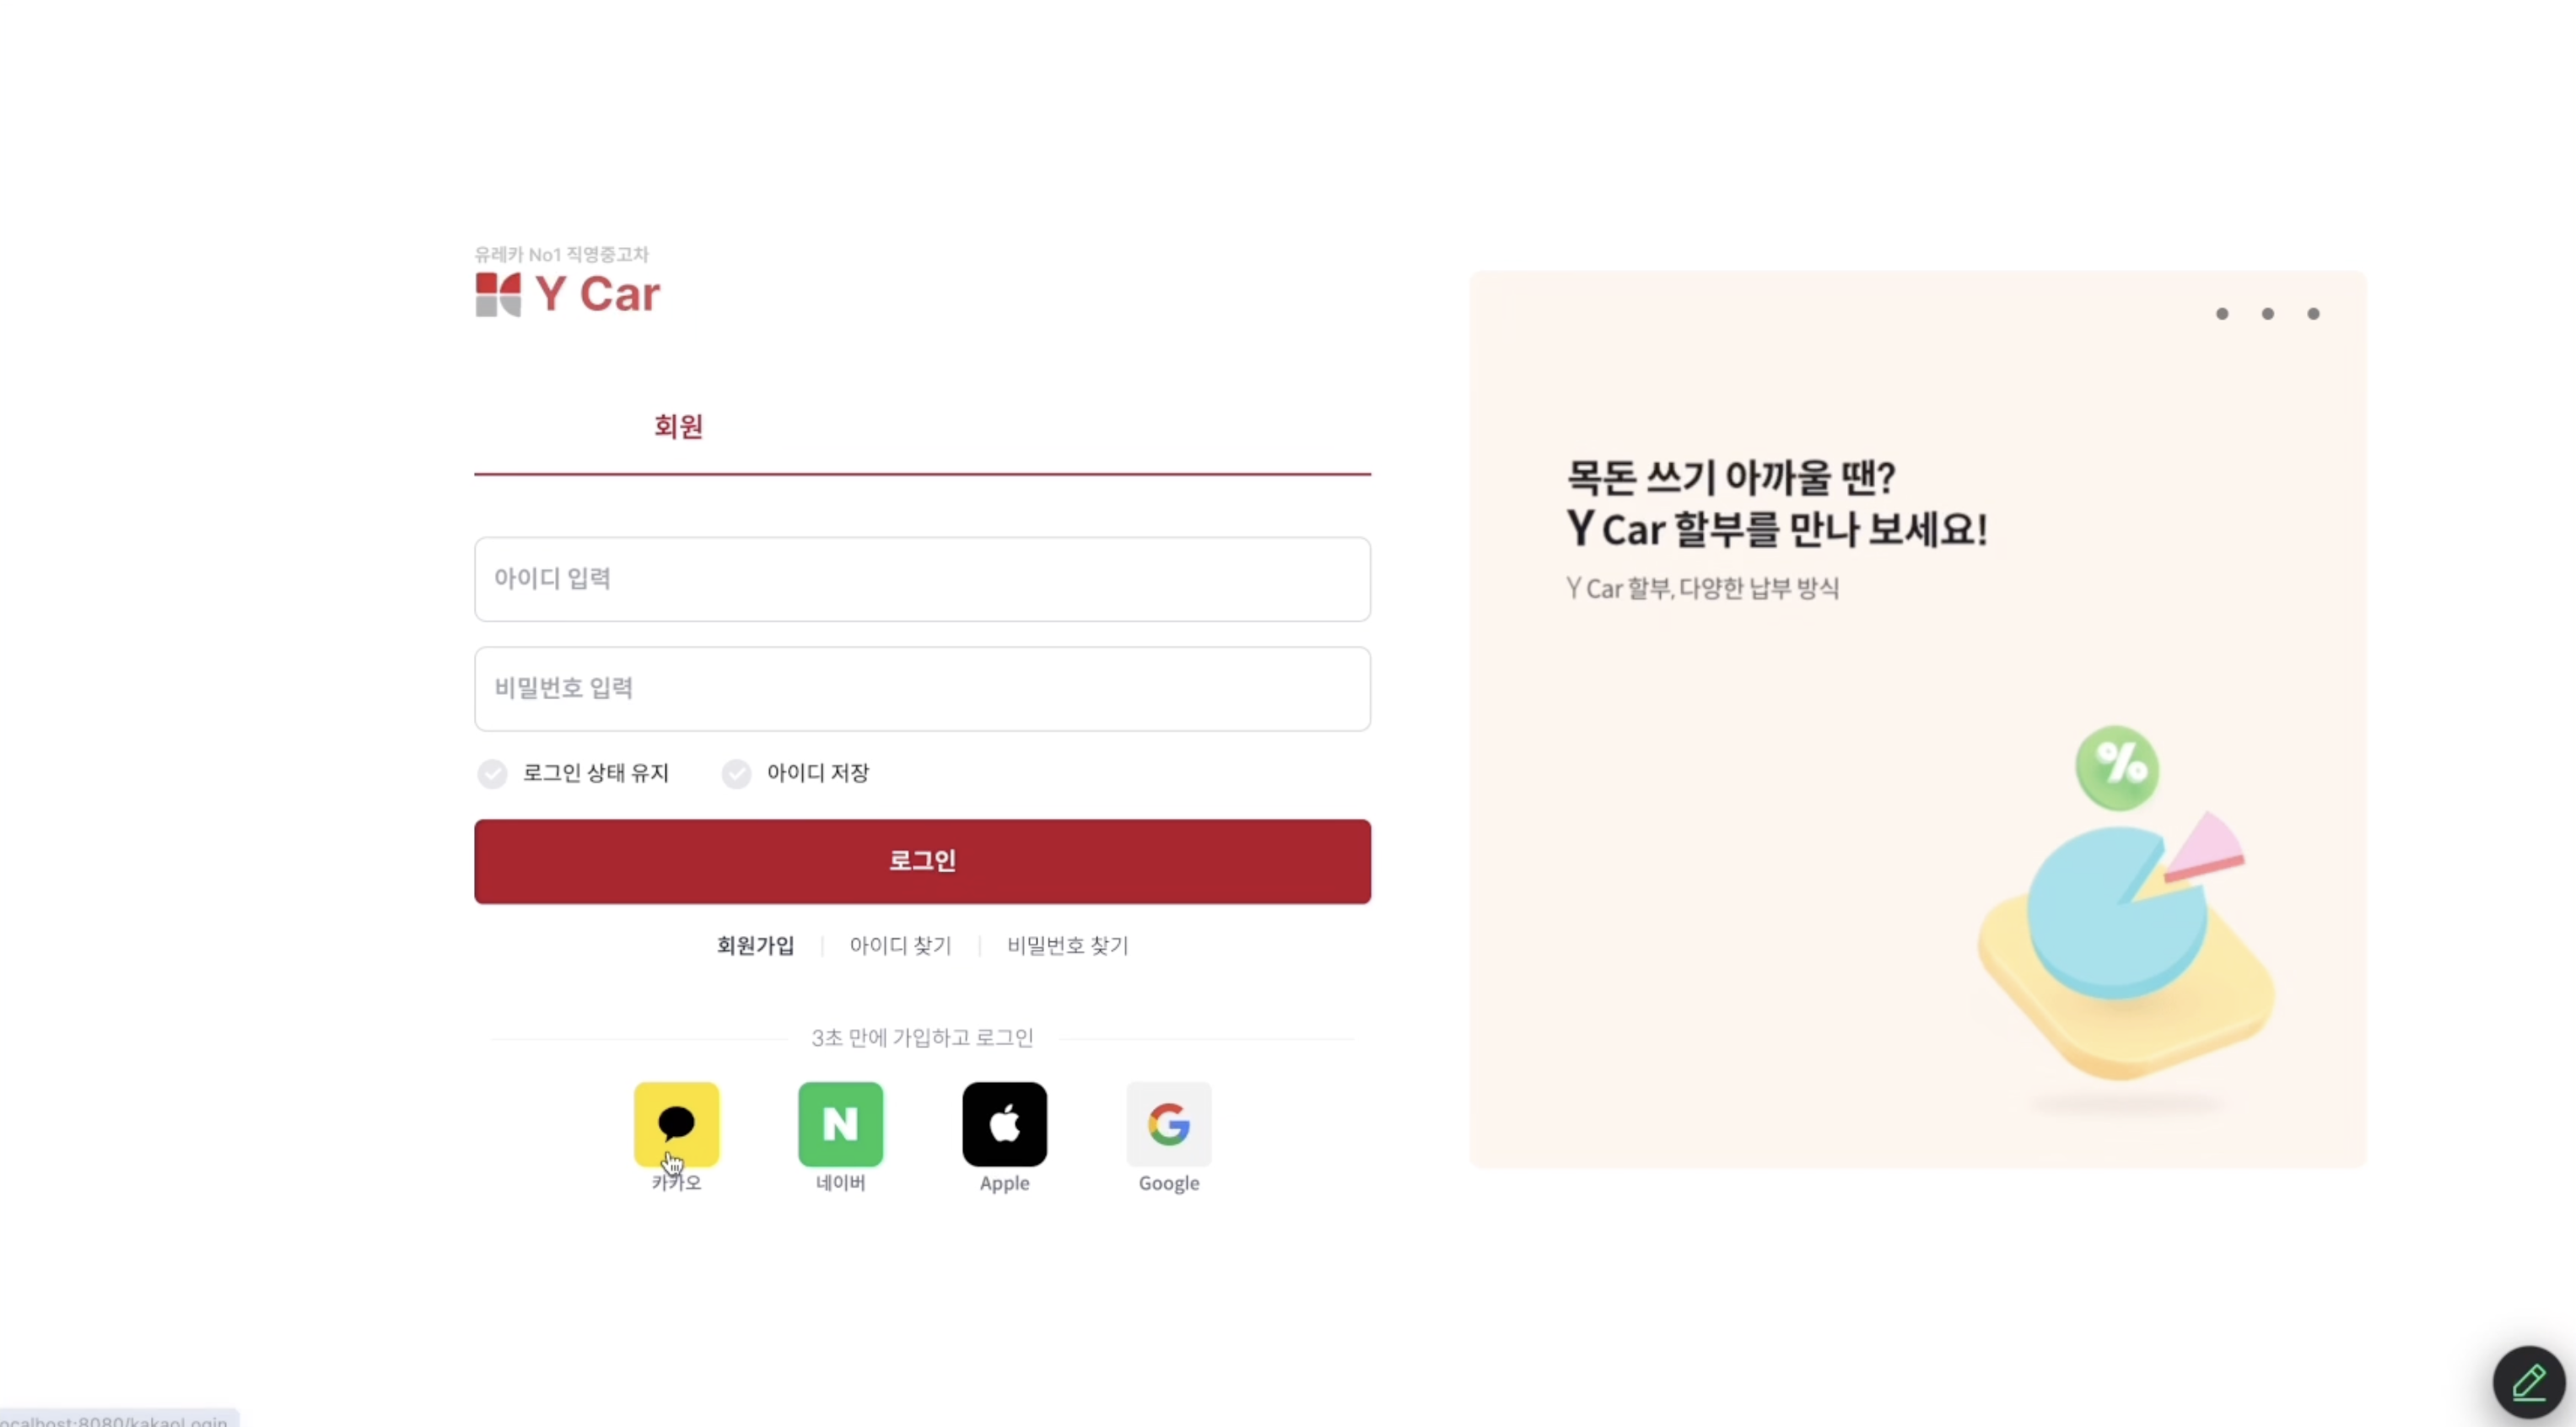 유레카 No1 직영중고차
Y Car
회원
아이디 입력
비밀번호 입력
로그인 상태 유지 아이디 저장
로그인
회원가입 아이디 찾기 비밀번호 찾기
3초 만에 가입하고 로그인
N
카카오 네이버 Apple Google
목돈 쓰기 아까울 땐?
Y Car 할부를 만나 보세요!
Y Car 할부, 다양한 납부 방식
%
ocalhost:8080/kakaoLogin